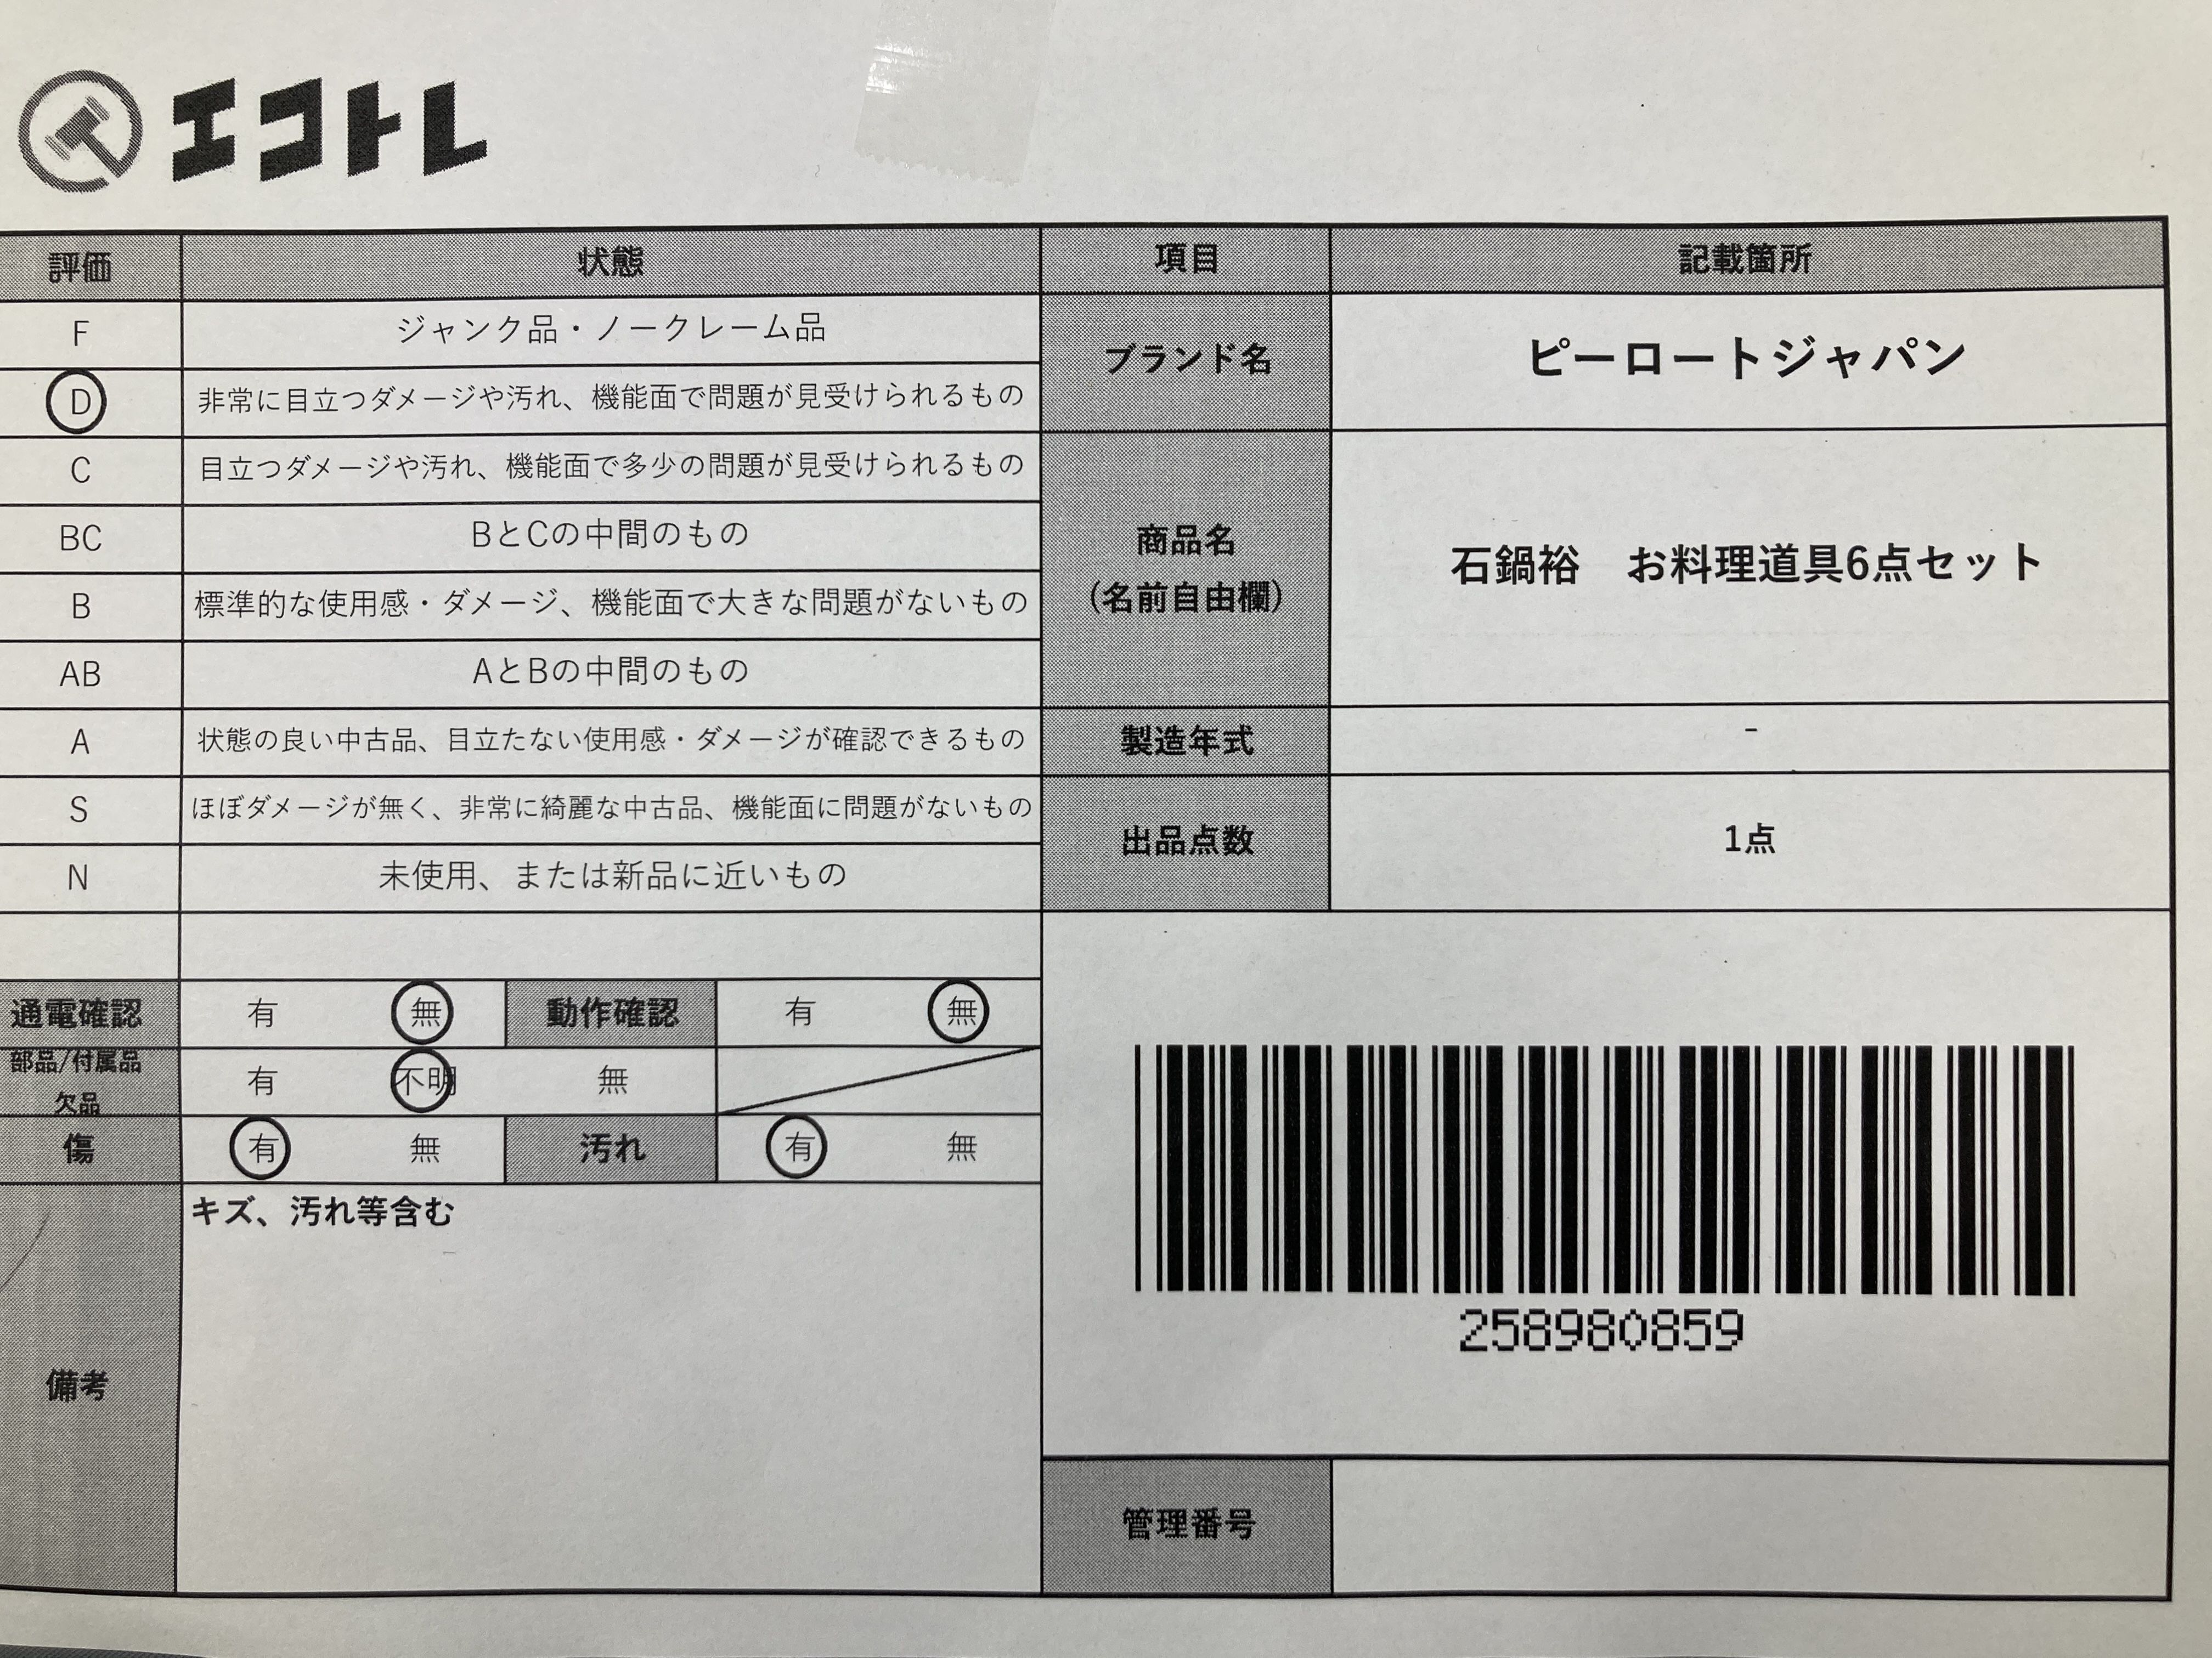 エコトレ
評価 状態 項目 記載箇所
F ジャンク品・ノークレーム品
D 非常に目立つダメージや汚れ、機能面で問題が見受けられるもの
ブランド名 ピーロートジャパン
C 目立つダメージや汚れ、機能面で多少の問題が見受けられるもの
BC BとCの中間のもの
B 標準的な使用感・ダメージ、機能面で大きな問題がないもの
AB AとBの中間のもの
商品名
(名前自由欄)
石鍋裕　お料理道具6点セット
A 状態の良い中古品、目立たない使用感・ダメージが確認できるもの
製造年式 -
S ほぼダメージが無く、非常に綺麗な中古品、機能面に問題がないもの
N 未使用、または新品に近いもの
出品点数 1点
通電確認 有 無 動作確認 有 無
部品/付属品
欠品
有 不明 無
傷 有 無 汚れ 有 無
備考
キズ、汚れ等含む
258980859
管理番号